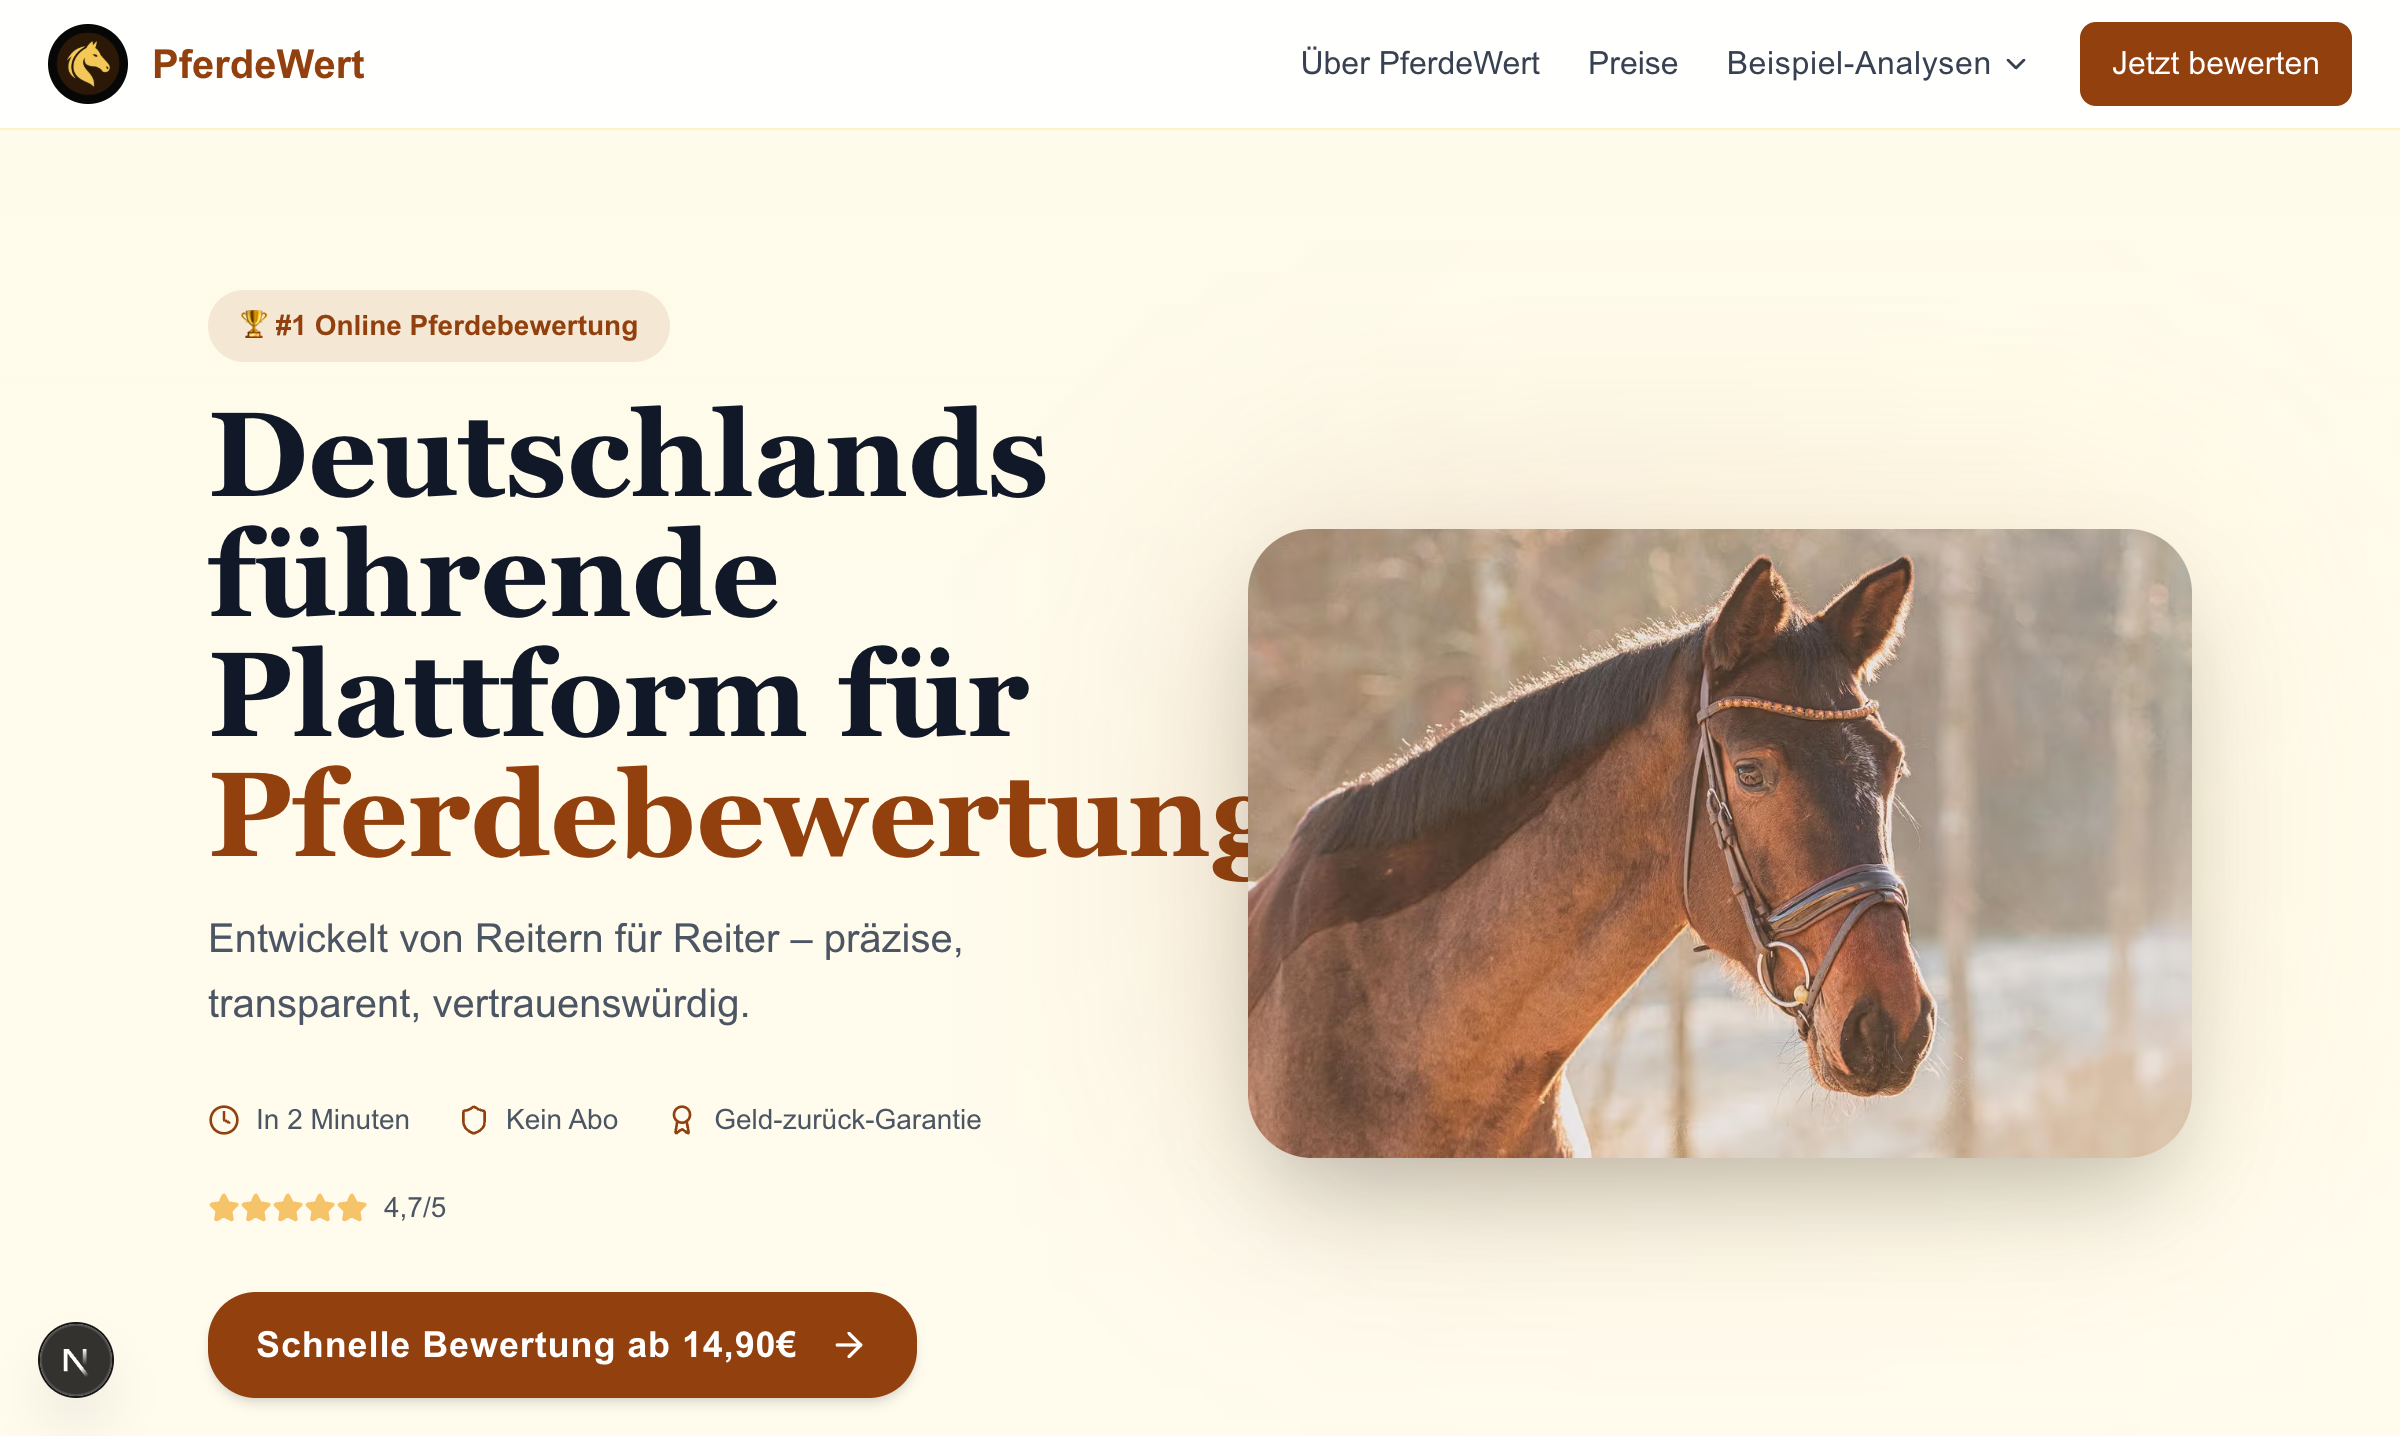 PferdeWert
Über PferdeWert
Preise
Beispiel-Analysen
Jetzt bewerten
🏆 #1 Online Pferdebewertung
Deutschlands
führende
Plattform für
Pferdebewertung
Entwickelt von Reitern für Reiter – präzise,
transparent, vertrauenswürdig.
In 2 Minuten
Kein Abo
Geld-zurück-Garantie
4,7/5
Schnelle Bewertung ab 14,90€
N